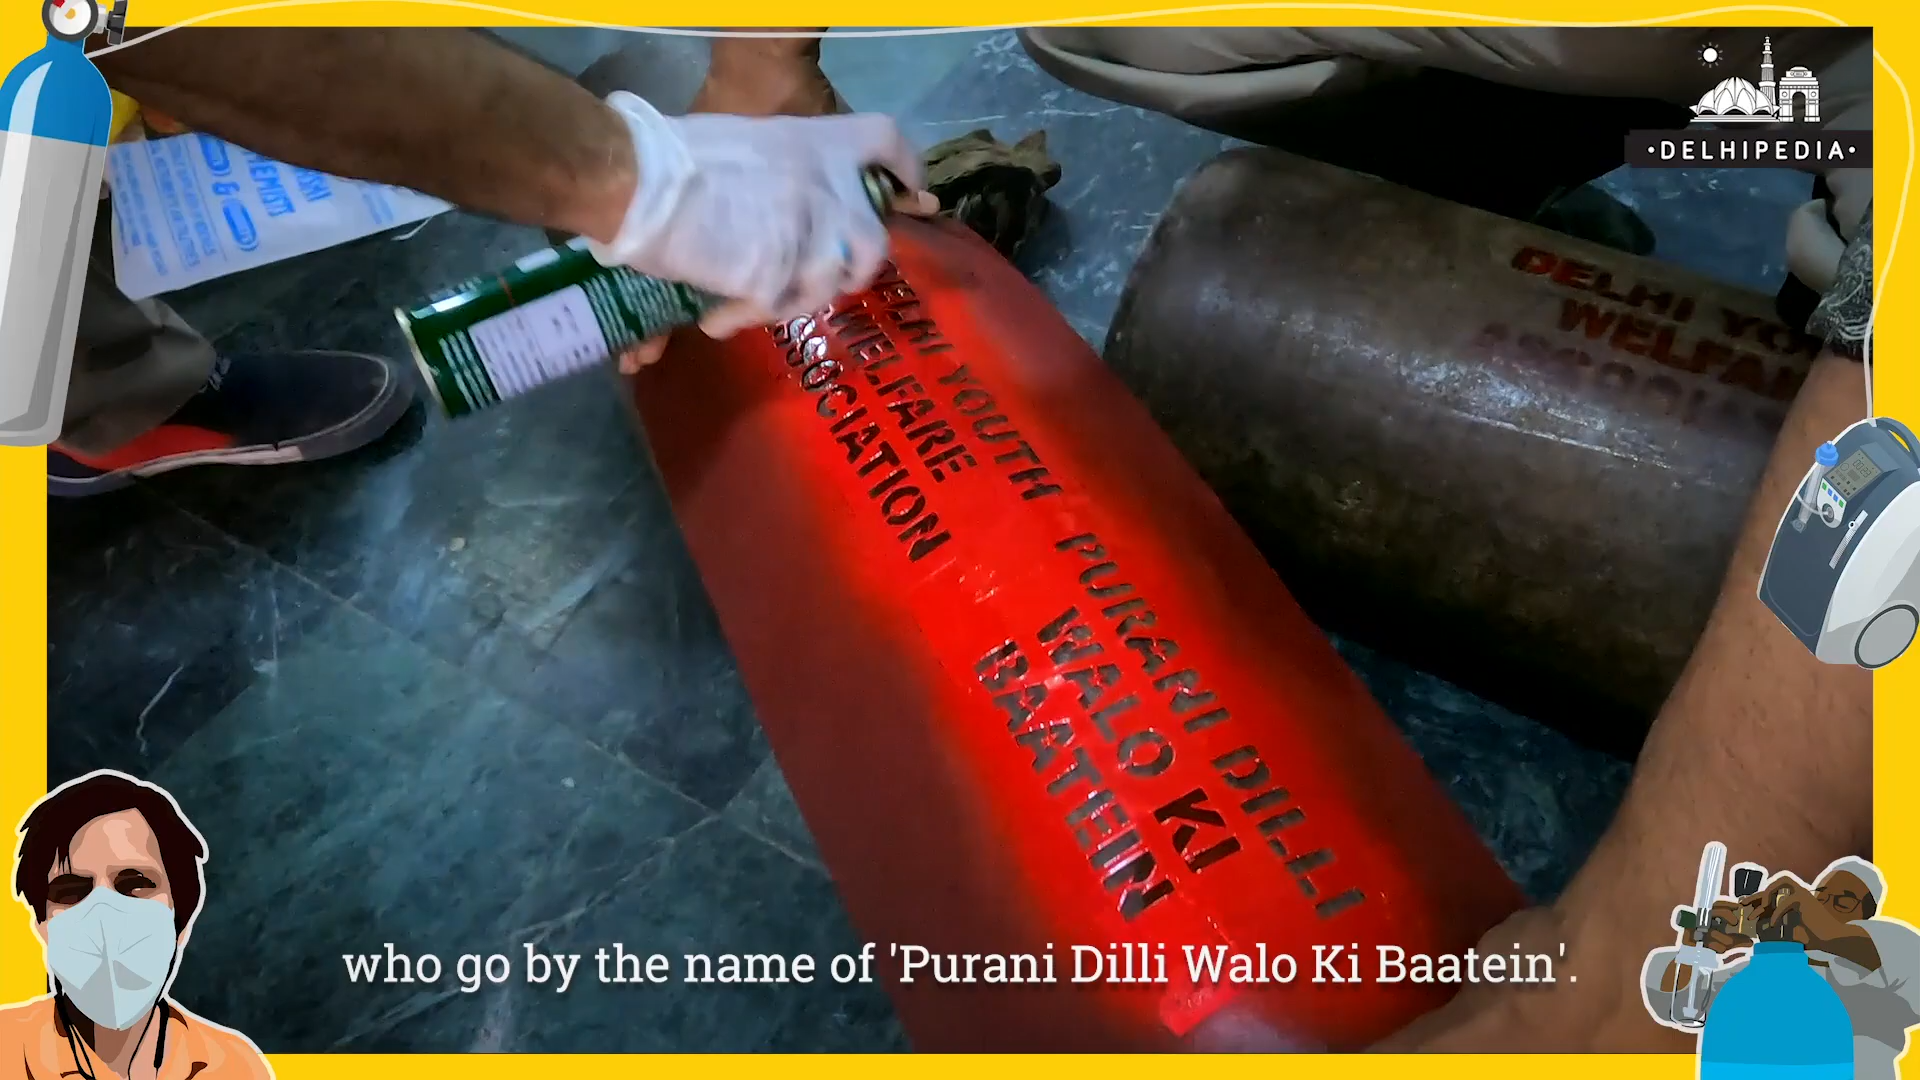 •DELHIPEDIA•
CHEMISTS
&
DELHI YOUTH
WELFARE
ASSOCIATION
PURANI DILLI
WALO KI
BAATEIN
DELHI YO
WELFA
who go by the name of 'Purani Dilli Walo Ki Baatein'.